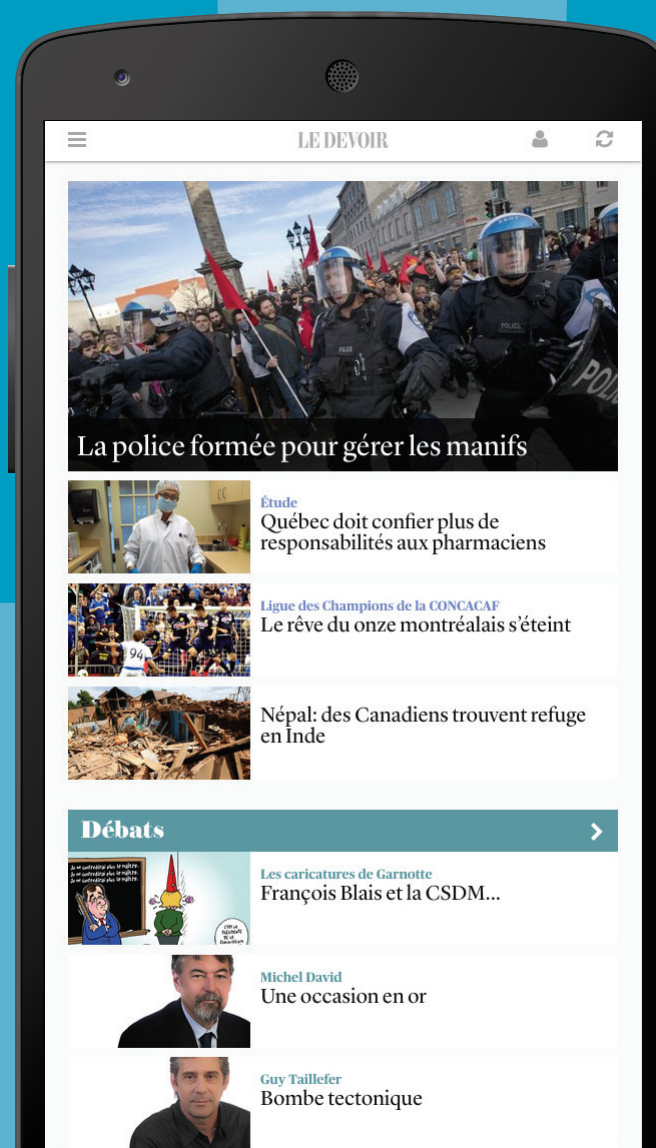 LE DEVOIR
POLICE
POLICE
La police formée pour gérer les manifs
Étude
Québec doit confier plus de
responsabilités aux pharmaciens
94
Ligue des Champions de la CONCACAF
Le rêve du onze montréalais s'éteint
Népal: des Canadiens trouvent refuge
en Inde
Débats
Les caricatures de Garnotte
François Blais et la CSDM...
Michel David
Une occasion en or
Guy Taillefer
Bombe tectonique